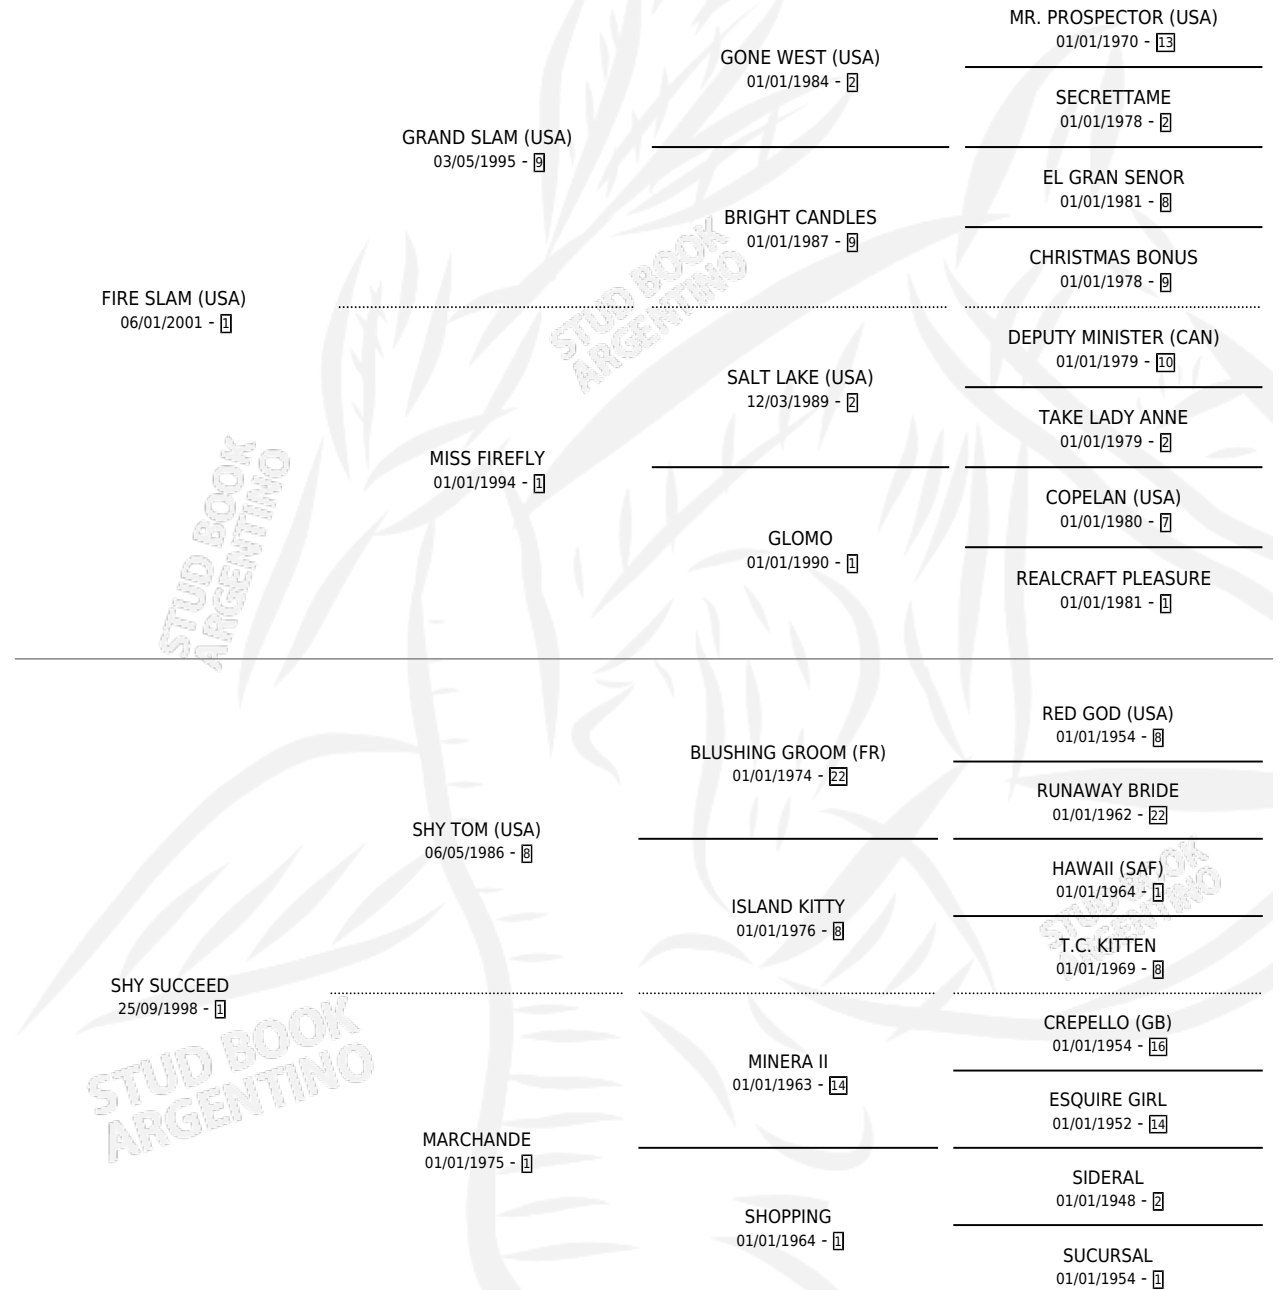 MR. PROSPECTOR (USA)
01/01/1970 - 13
GONE WEST (USA)
01/01/1984 - 2
SECRETTAME
01/01/1978 - 2
GRAND SLAM (USA)
03/05/1995 - 9
EL GRAN SENOR
01/01/1981 - 8
BRIGHT CANDLES
01/01/1987 - 9
CHRISTMAS BONUS
01/01/1978 - 9
FIRE SLAM (USA)
06/01/2001 - 1
STUD BOOK
ARGENTINO
DEPUTY MINISTER (CAN)
01/01/1979 - 10
SALT LAKE (USA)
12/03/1989 - 2
TAKE LADY ANNE
01/01/1979 - 2
MISS FIREFLY
01/01/1994 - 1
COPELAN (USA)
01/01/1980 - 7
GLOMO
01/01/1990 - 1
REALCRAFT PLEASURE
01/01/1981 - 1
STUD BOOK
ARGENTINO
RED GOD (USA)
01/01/1954 - 8
BLUSHING GROOM (FR)
01/01/1974 - 22
RUNAWAY BRIDE
01/01/1962 - 22
SHY TOM (USA)
06/05/1986 - 8
HAWAII (SAF)
01/01/1964 - 1
ISLAND KITTY
01/01/1976 - 8
STUD BOOK
ARGENTINO
T.C. KITTEN
01/01/1969 - 8
SHY SUCCEED
25/09/1998 - 1
CREPELLO (GB)
01/01/1954 - 16
MINERA II
01/01/1963 - 14
ESQUIRE GIRL
01/01/1952 - 14
STUD BOOK
ARGENTINO
MARCHANDE
01/01/1975 - 1
SIDERAL
01/01/1948 - 2
SHOPPING
01/01/1964 - 1
SUCURSAL
01/01/1954 - 1